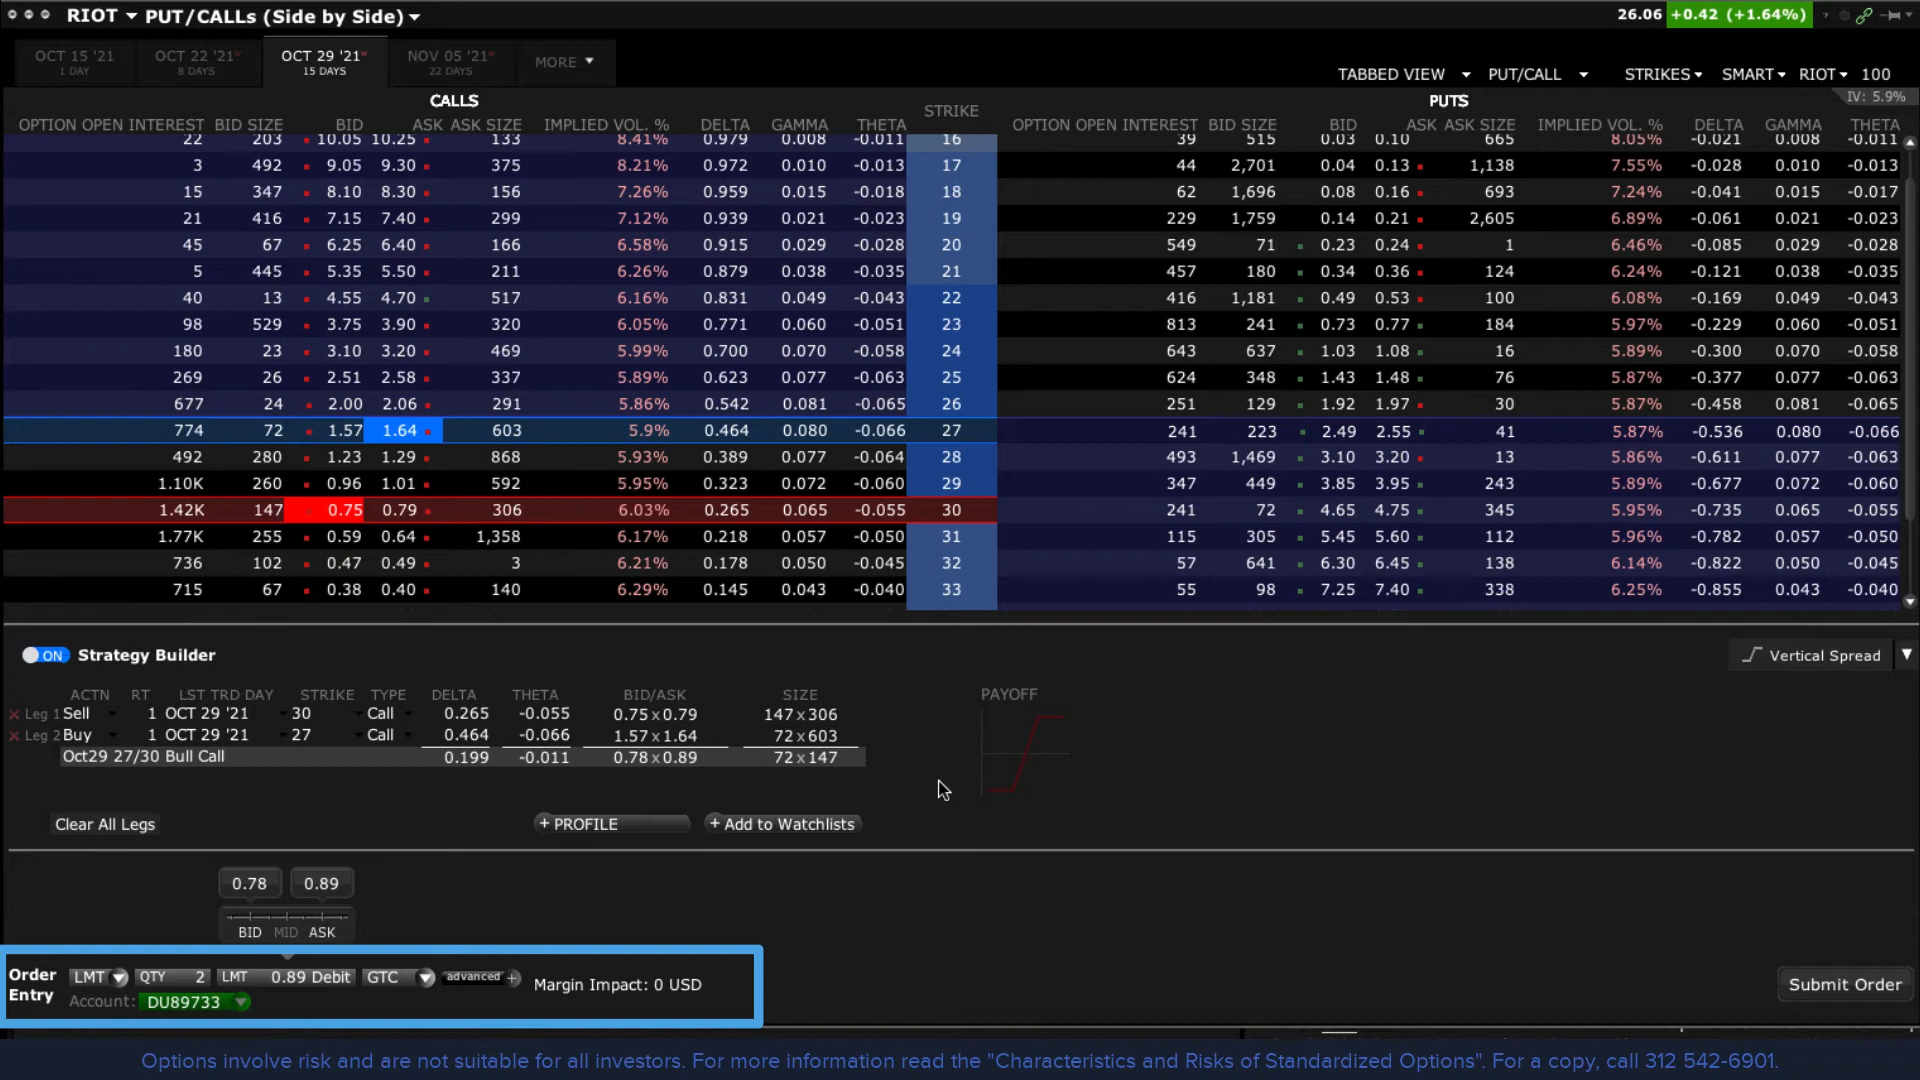 RIOT PUT/CALLs (Side by Side) 26.06 +0.42 (+1.64%)
OCT 15 '21 OCT 22 '21 OCT 29 '21 NOV 05 '21 MORE
1 DAY 8 DAYS 15 DAYS 22 DAYS
TABBED VIEW PUT/CALL STRIKES SMART RIOT 100
IV: 5.9%
CALLS STRIKE PUTS
OPTION OPEN INTEREST BID SIZE BID ASK ASK SIZE IMPLIED VOL. % DELTA GAMMA THETA OPTION OPEN INTEREST BID SIZE BID ASK ASK SIZE IMPLIED VOL. % DELTA GAMMA THETA
22 203 10.05 10.25 133 8.41% 0.979 0.008 -0.011 16 39 515 0.03 0.10 665 8.05% -0.021 0.008 -0.011
3 492 9.05 9.30 375 8.21% 0.972 0.010 -0.013 17 44 2,701 0.04 0.13 1,138 7.55% -0.028 0.010 -0.013
15 347 8.10 8.30 156 7.26% 0.959 0.015 -0.018 18 62 1,696 0.08 0.16 693 7.24% -0.041 0.015 -0.017
21 416 7.15 7.40 299 7.12% 0.939 0.021 -0.023 19 229 1,759 0.14 0.21 2,605 6.89% -0.061 0.021 -0.023
45 67 6.25 6.40 166 6.58% 0.915 0.029 -0.028 20 549 71 0.23 0.24 1 6.46% -0.085 0.029 -0.028
5 445 5.35 5.50 211 6.26% 0.879 0.038 -0.035 21 457 180 0.34 0.36 124 6.24% -0.121 0.038 -0.035
40 13 4.55 4.70 517 6.16% 0.831 0.049 -0.043 22 416 1,181 0.49 0.53 100 6.08% -0.169 0.049 -0.043
98 529 3.75 3.90 320 6.05% 0.771 0.060 -0.051 23 813 241 0.73 0.77 184 5.97% -0.229 0.060 -0.051
180 23 3.10 3.20 469 5.99% 0.700 0.070 -0.058 24 643 637 1.03 1.08 16 5.89% -0.300 0.070 -0.058
269 26 2.51 2.58 337 5.89% 0.623 0.077 -0.063 25 624 348 1.43 1.48 76 5.87% -0.377 0.077 -0.063
677 24 2.00 2.06 291 5.86% 0.542 0.081 -0.065 26 251 129 1.92 1.97 30 5.87% -0.458 0.081 -0.065
774 72 1.57 1.64 603 5.9% 0.464 0.080 -0.066 27 241 223 2.49 2.55 41 5.87% -0.536 0.080 -0.066
492 280 1.23 1.29 868 5.93% 0.389 0.077 -0.064 28 493 1,469 3.10 3.20 13 5.86% -0.611 0.077 -0.063
1.10K 260 0.96 1.01 592 5.95% 0.323 0.072 -0.060 29 347 449 3.85 3.95 243 5.89% -0.677 0.072 -0.060
1.42K 147 0.75 0.79 306 6.03% 0.265 0.065 -0.055 30 241 72 4.65 4.75 345 5.95% -0.735 0.065 -0.055
1.77K 255 0.59 0.64 1,358 6.17% 0.218 0.057 -0.050 31 115 305 5.45 5.60 112 5.96% -0.782 0.057 -0.050
736 102 0.47 0.49 3 6.21% 0.178 0.050 -0.045 32 57 641 6.30 6.45 138 6.14% -0.822 0.050 -0.045
715 67 0.38 0.40 140 6.29% 0.145 0.043 -0.040 33 55 98 7.25 7.40 338 6.25% -0.855 0.043 -0.040
ON Strategy Builder Vertical Spread
ACTN RT LST TRD DAY STRIKE TYPE DELTA THETA BID/ASK SIZE PAYOFF
Leg 1 Sell 1 OCT 29 '21 30 Call 0.265 -0.055 0.75 x 0.79 147 x 306
Leg 2 Buy 1 OCT 29 '21 27 Call 0.464 -0.066 1.57 x 1.64 72 x 603
Oct29 27/30 Bull Call 0.199 -0.011 0.78 x 0.89 72 x 147
Clear All Legs + PROFILE + Add to Watchlists
0.78 0.89
BID MID ASK
Order Entry LMT QTY 2 LMT 0.89 Debit GTC advanced + Margin Impact: 0 USD Submit Order
Account: DU89733
Options involve risk and are not suitable for all investors. For more information read the "Characteristics and Risks of Standardized Options". For a copy, call 312 542-6901.